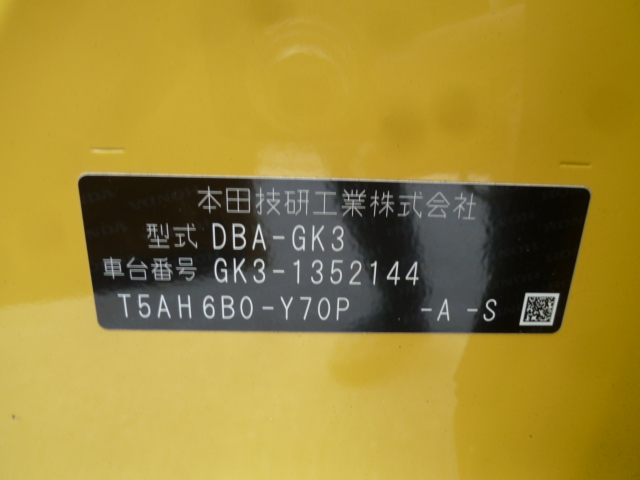 本田技研工業株式会社
型式 DBA-GK3
車台番号 GK3-1352144
T5AH6B0-Y70P -A -S